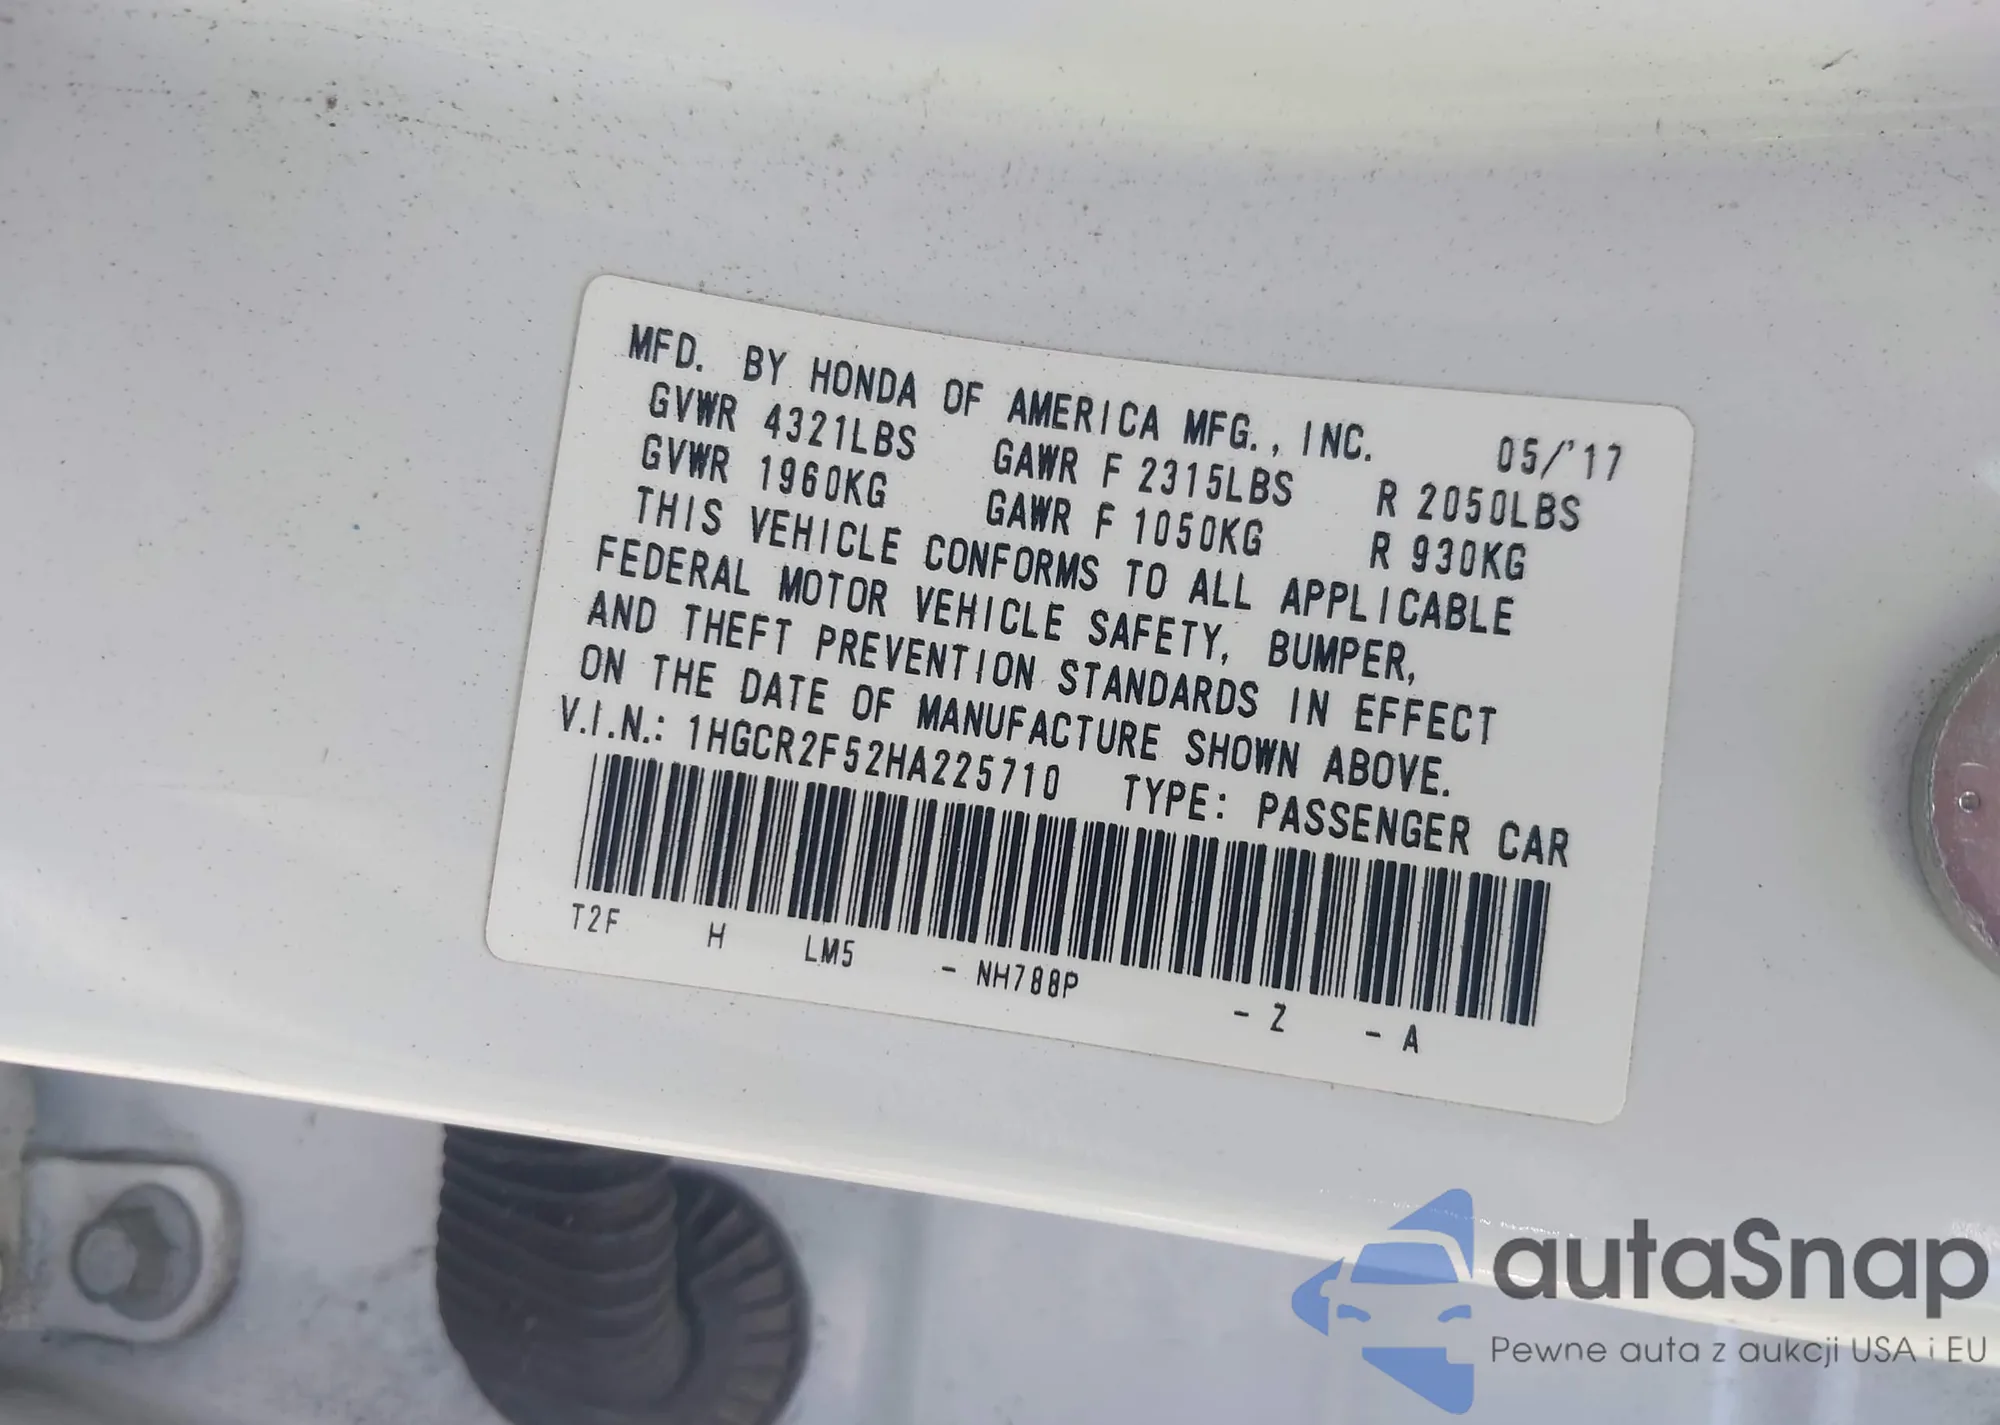 MFD. BY HONDA OF AMERICA MFG., INC. 05/'17
GVWR 4321LBS GAWR F 2315LBS R 2050LBS
GVWR 1960KG GAWR F 1050KG R 930KG
THIS VEHICLE CONFORMS TO ALL APPLICABLE
FEDERAL MOTOR VEHICLE SAFETY, BUMPER,
AND THEFT PREVENTION STANDARDS IN EFFECT
ON THE DATE OF MANUFACTURE SHOWN ABOVE.
V.I.N.: 1HGCR2F52HA225710 TYPE: PASSENGER CAR
T2F H LM5 - NH788P - Z - A
autaSnap
Pewne auta z aukcji USA i EU